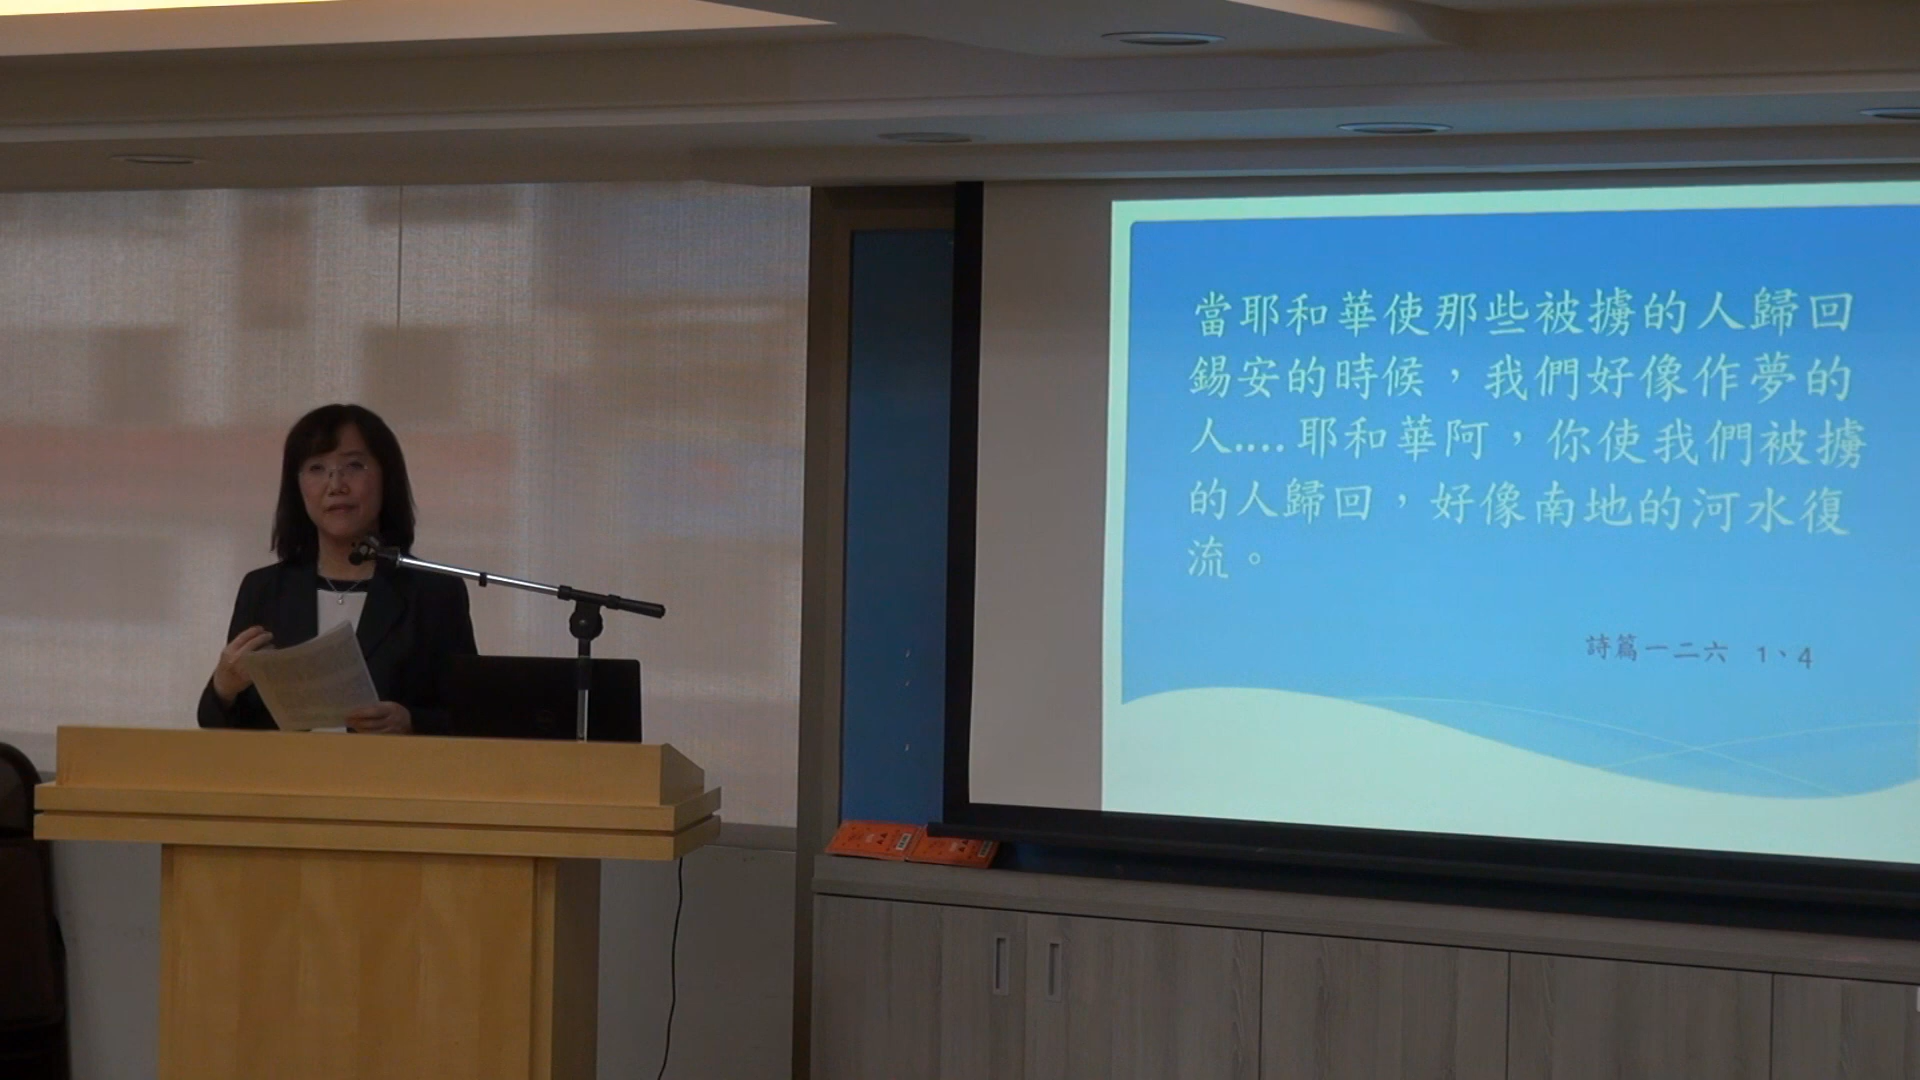 當耶和華使那些被擄的人歸回
錫安的時候，我們好像作夢的
人....耶和華阿，你使我們被擄
的人歸回，好像南地的河水復
流。
詩篇一二六 1、4